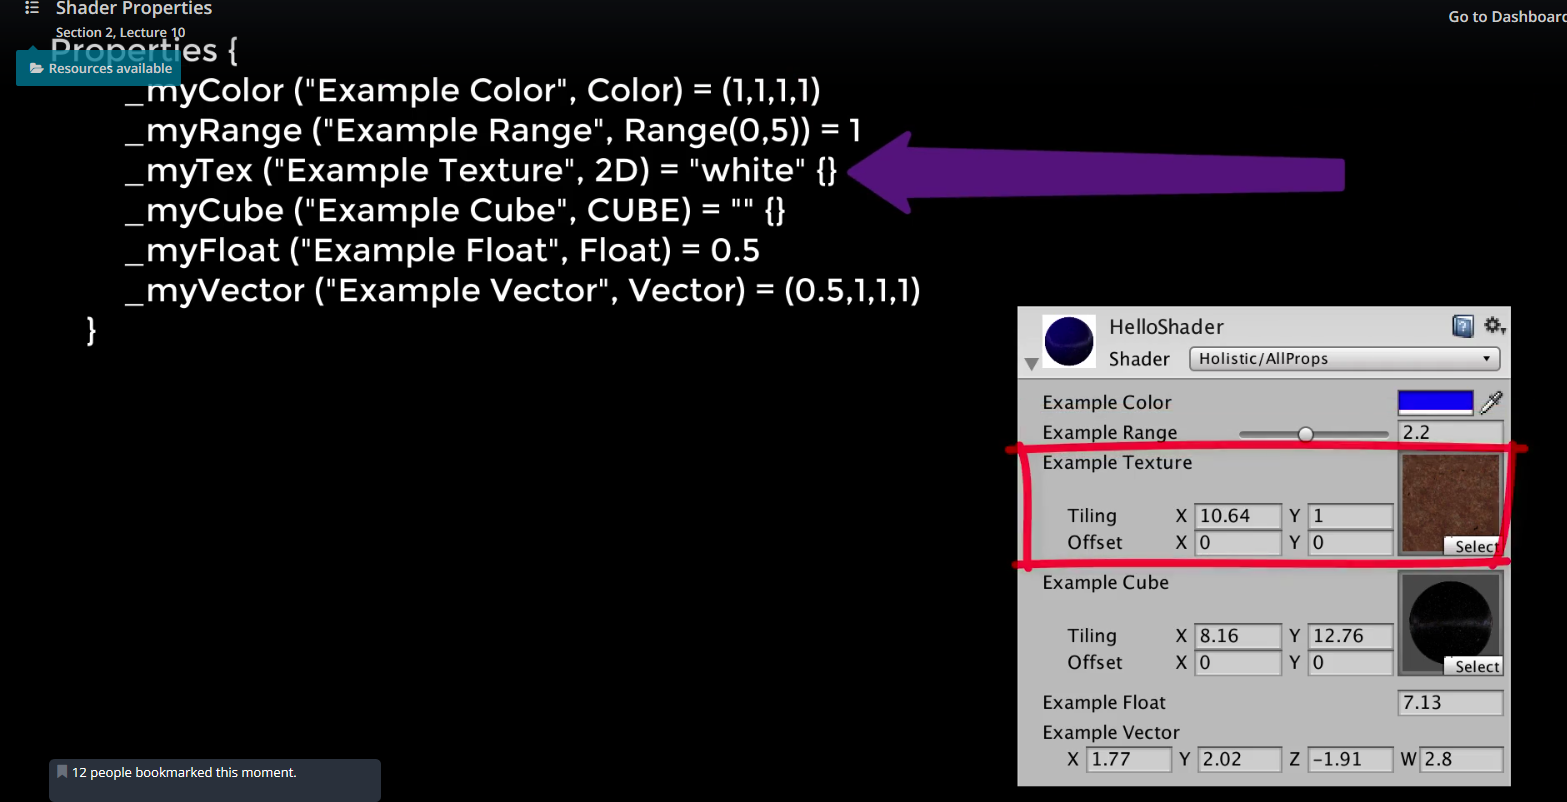 Shader Properties
Go to Dashboard
Section 2, Lecture 10
Properties {
Resources available
_myColor ("Example Color", Color) = (1,1,1,1)
_myRange ("Example Range", Range(0,5)) = 1
_myTex ("Example Texture", 2D) = "white" {}
_myCube ("Example Cube", CUBE) = "" {}
_myFloat ("Example Float", Float) = 0.5
_myVector ("Example Vector", Vector) = (0.5,1,1,1)
}
HelloShader
Shader Holistic/AllProps
Example Color
Example Range 2.2
Example Texture
Tiling X 10.64 Y 1
Offset X 0 Y 0
Select
Example Cube
Tiling X 8.16 Y 12.76
Offset X 0 Y 0
Select
Example Float 7.13
Example Vector
X 1.77 Y 2.02 Z -1.91 W 2.8
12 people bookmarked this moment.